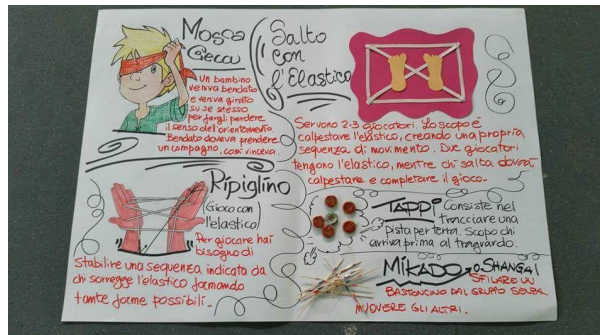 Mosca
Cieca
Un bambino
veniva bendato
e veniva girato
su se stesso
per fargli perdere
il senso dell'orientamento.
Bendato doveva prendere
un compagno, così vinceva.
Salto
con
l'Elastico
Servono 2-3 giocatori. Lo scopo è
calpestare l'elastico, creando una propria
sequenza di movimento. Due giocatori
tengono l'elastico, mentre chi salta dovrà
calpestare e completare il gioco.
Ripiglino
(Gioco con
l'elastico)
Per giocare hai
bisogno di
stabilire una sequenza indicata da
chi sorregge l'elastico formando
tante forme possibili.
TAPPI Consiste nel
tracciare una
pista per terra. Scopo chi
arriva prima al traguardo.
MIKADO o SHANGAI
SFILARE UN
BASTONCINO DAL GRUPPO SENZA
MUOVERE GLI ALTRI.